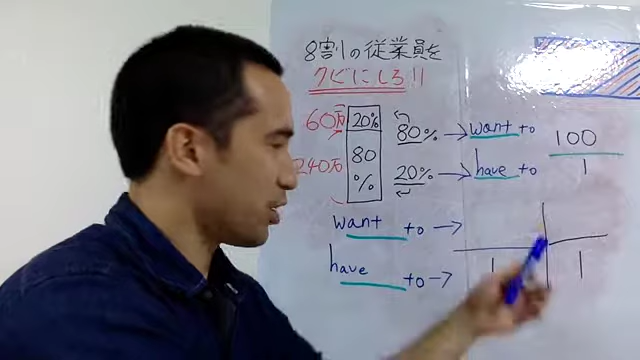 8割の従業員を
クビにしろ!!
60万
20%
80% → want to
100
1
240万
80
%
20% → have to
want to →
have to →
1
1